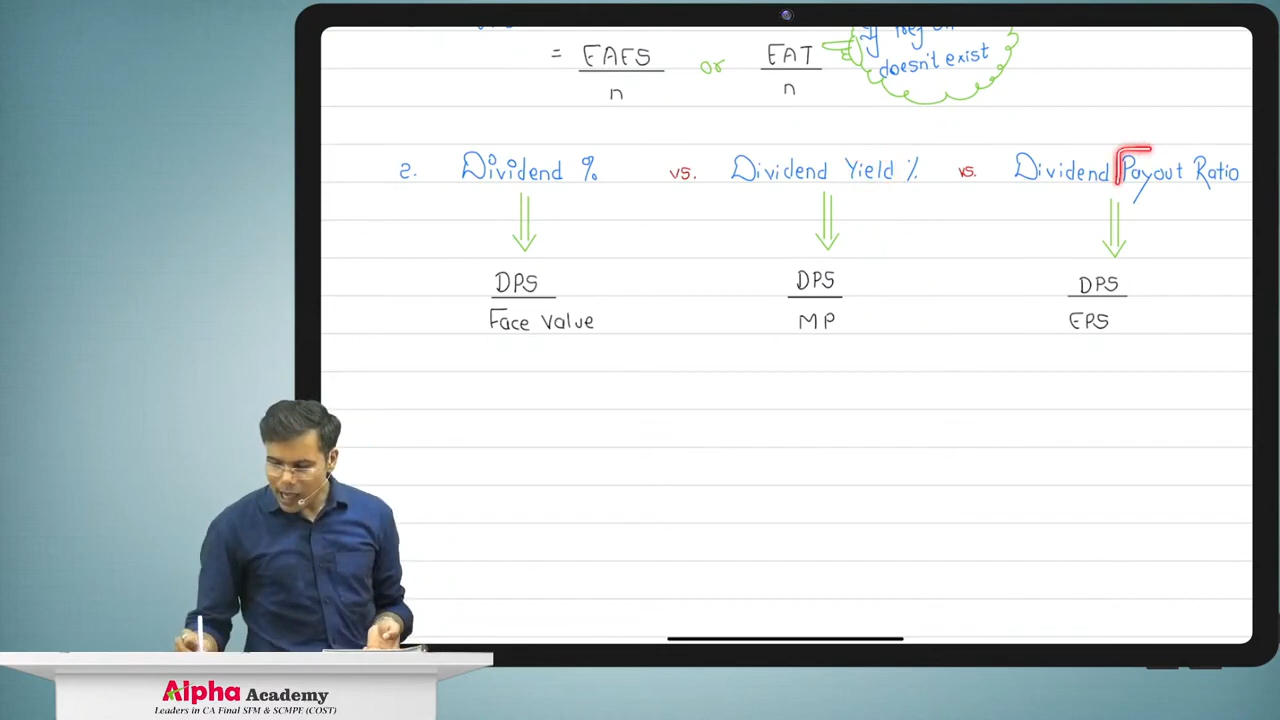 = EAFS or EAT
n n
If
doesn't exist
2. Dividend % vs. Dividend Yield % vs. Dividend Payout Ratio
DPS DPS DPS
Face Value MP EPS
Alpha Academy
Leaders in CA Final SFM & SCMPE (COST)